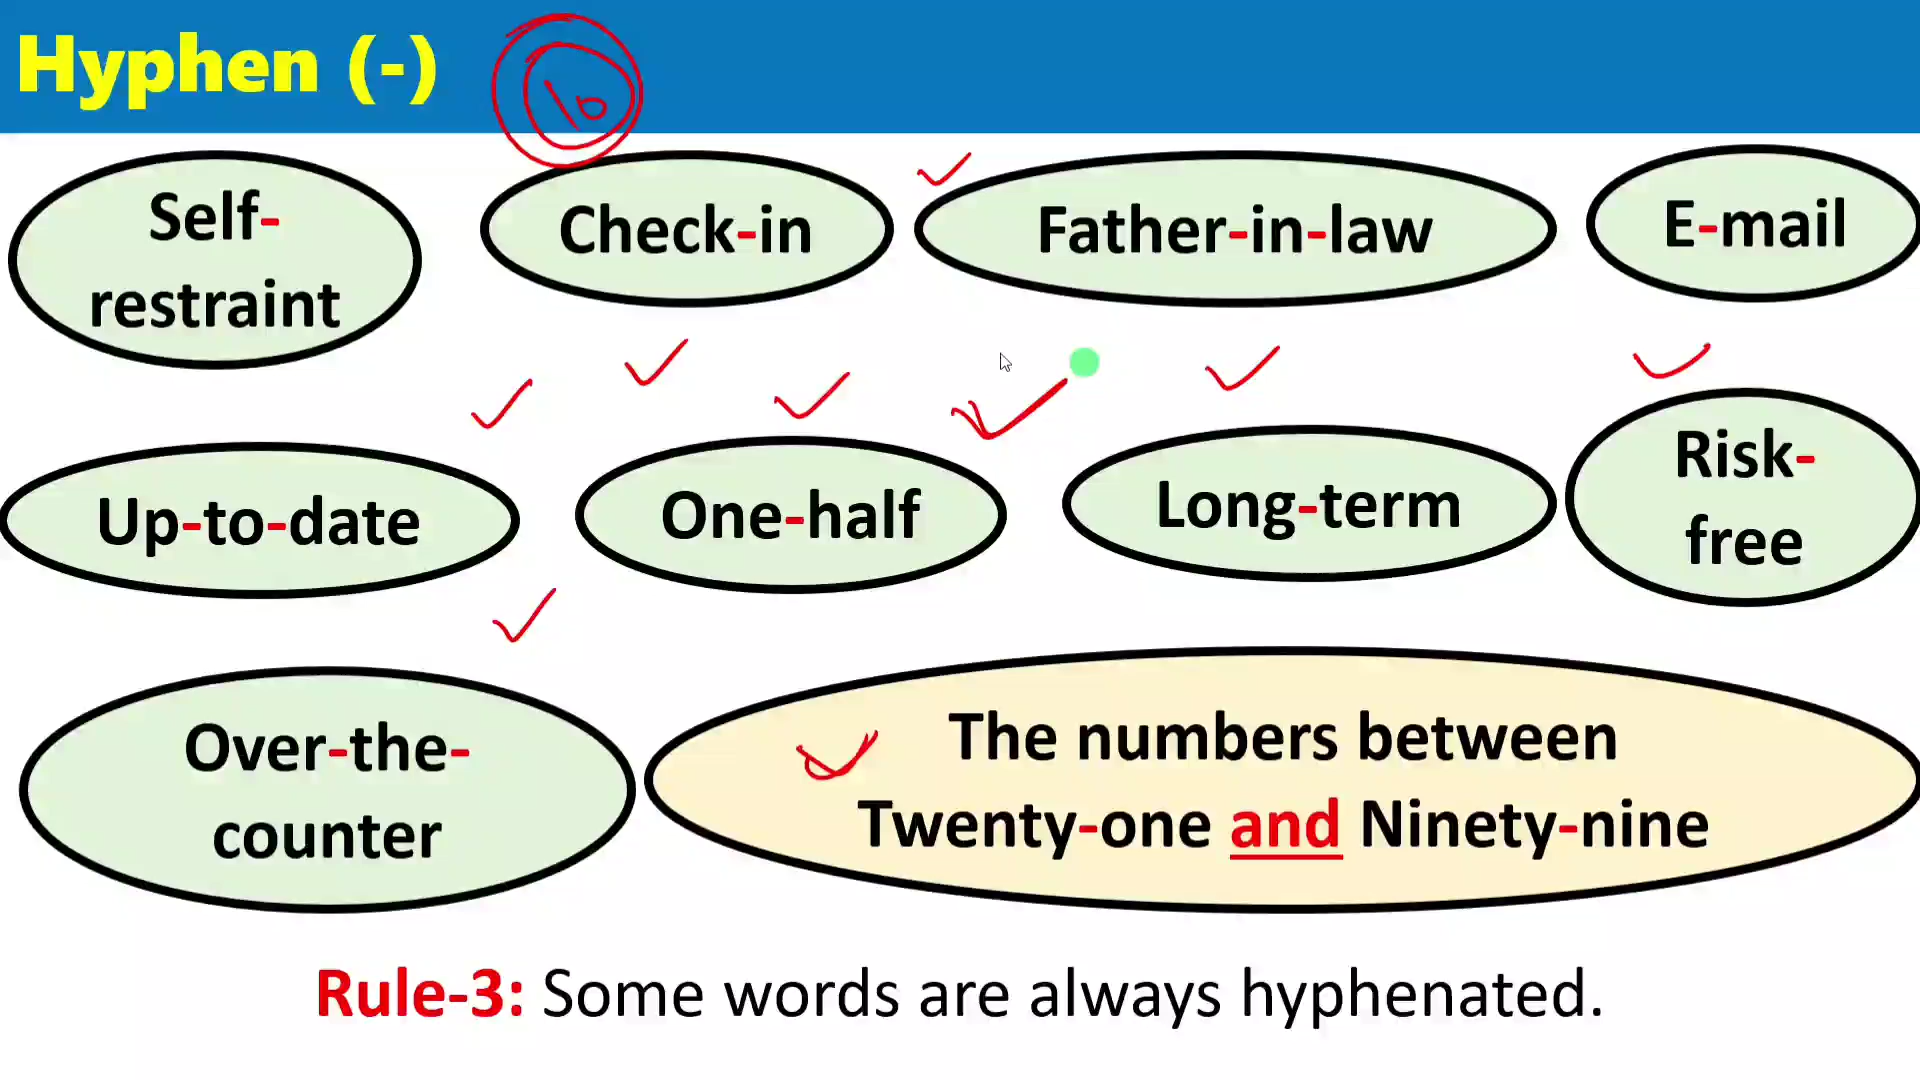 Hyphen (-)
10
Self-
restraint
Check-in
Father-in-law
E-mail
Up-to-date
One-half
Long-term
Risk-
free
Over-the-
counter
The numbers between
Twenty-one and Ninety-nine
Rule-3: Some words are always hyphenated.